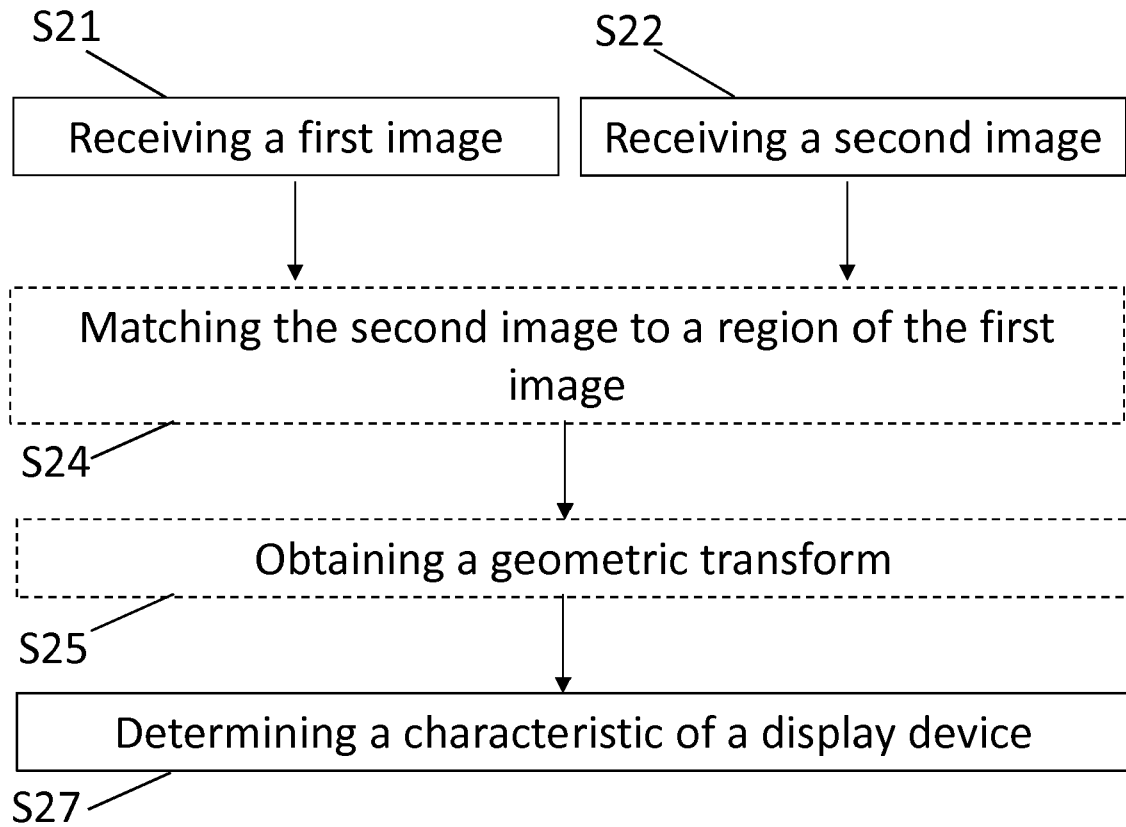 S21
S22
Receiving a first image
Receiving a second image
Matching the second image to a region of the first
image
S24
Obtaining a geometric transform
S25
Determining a characteristic of a display device
S27